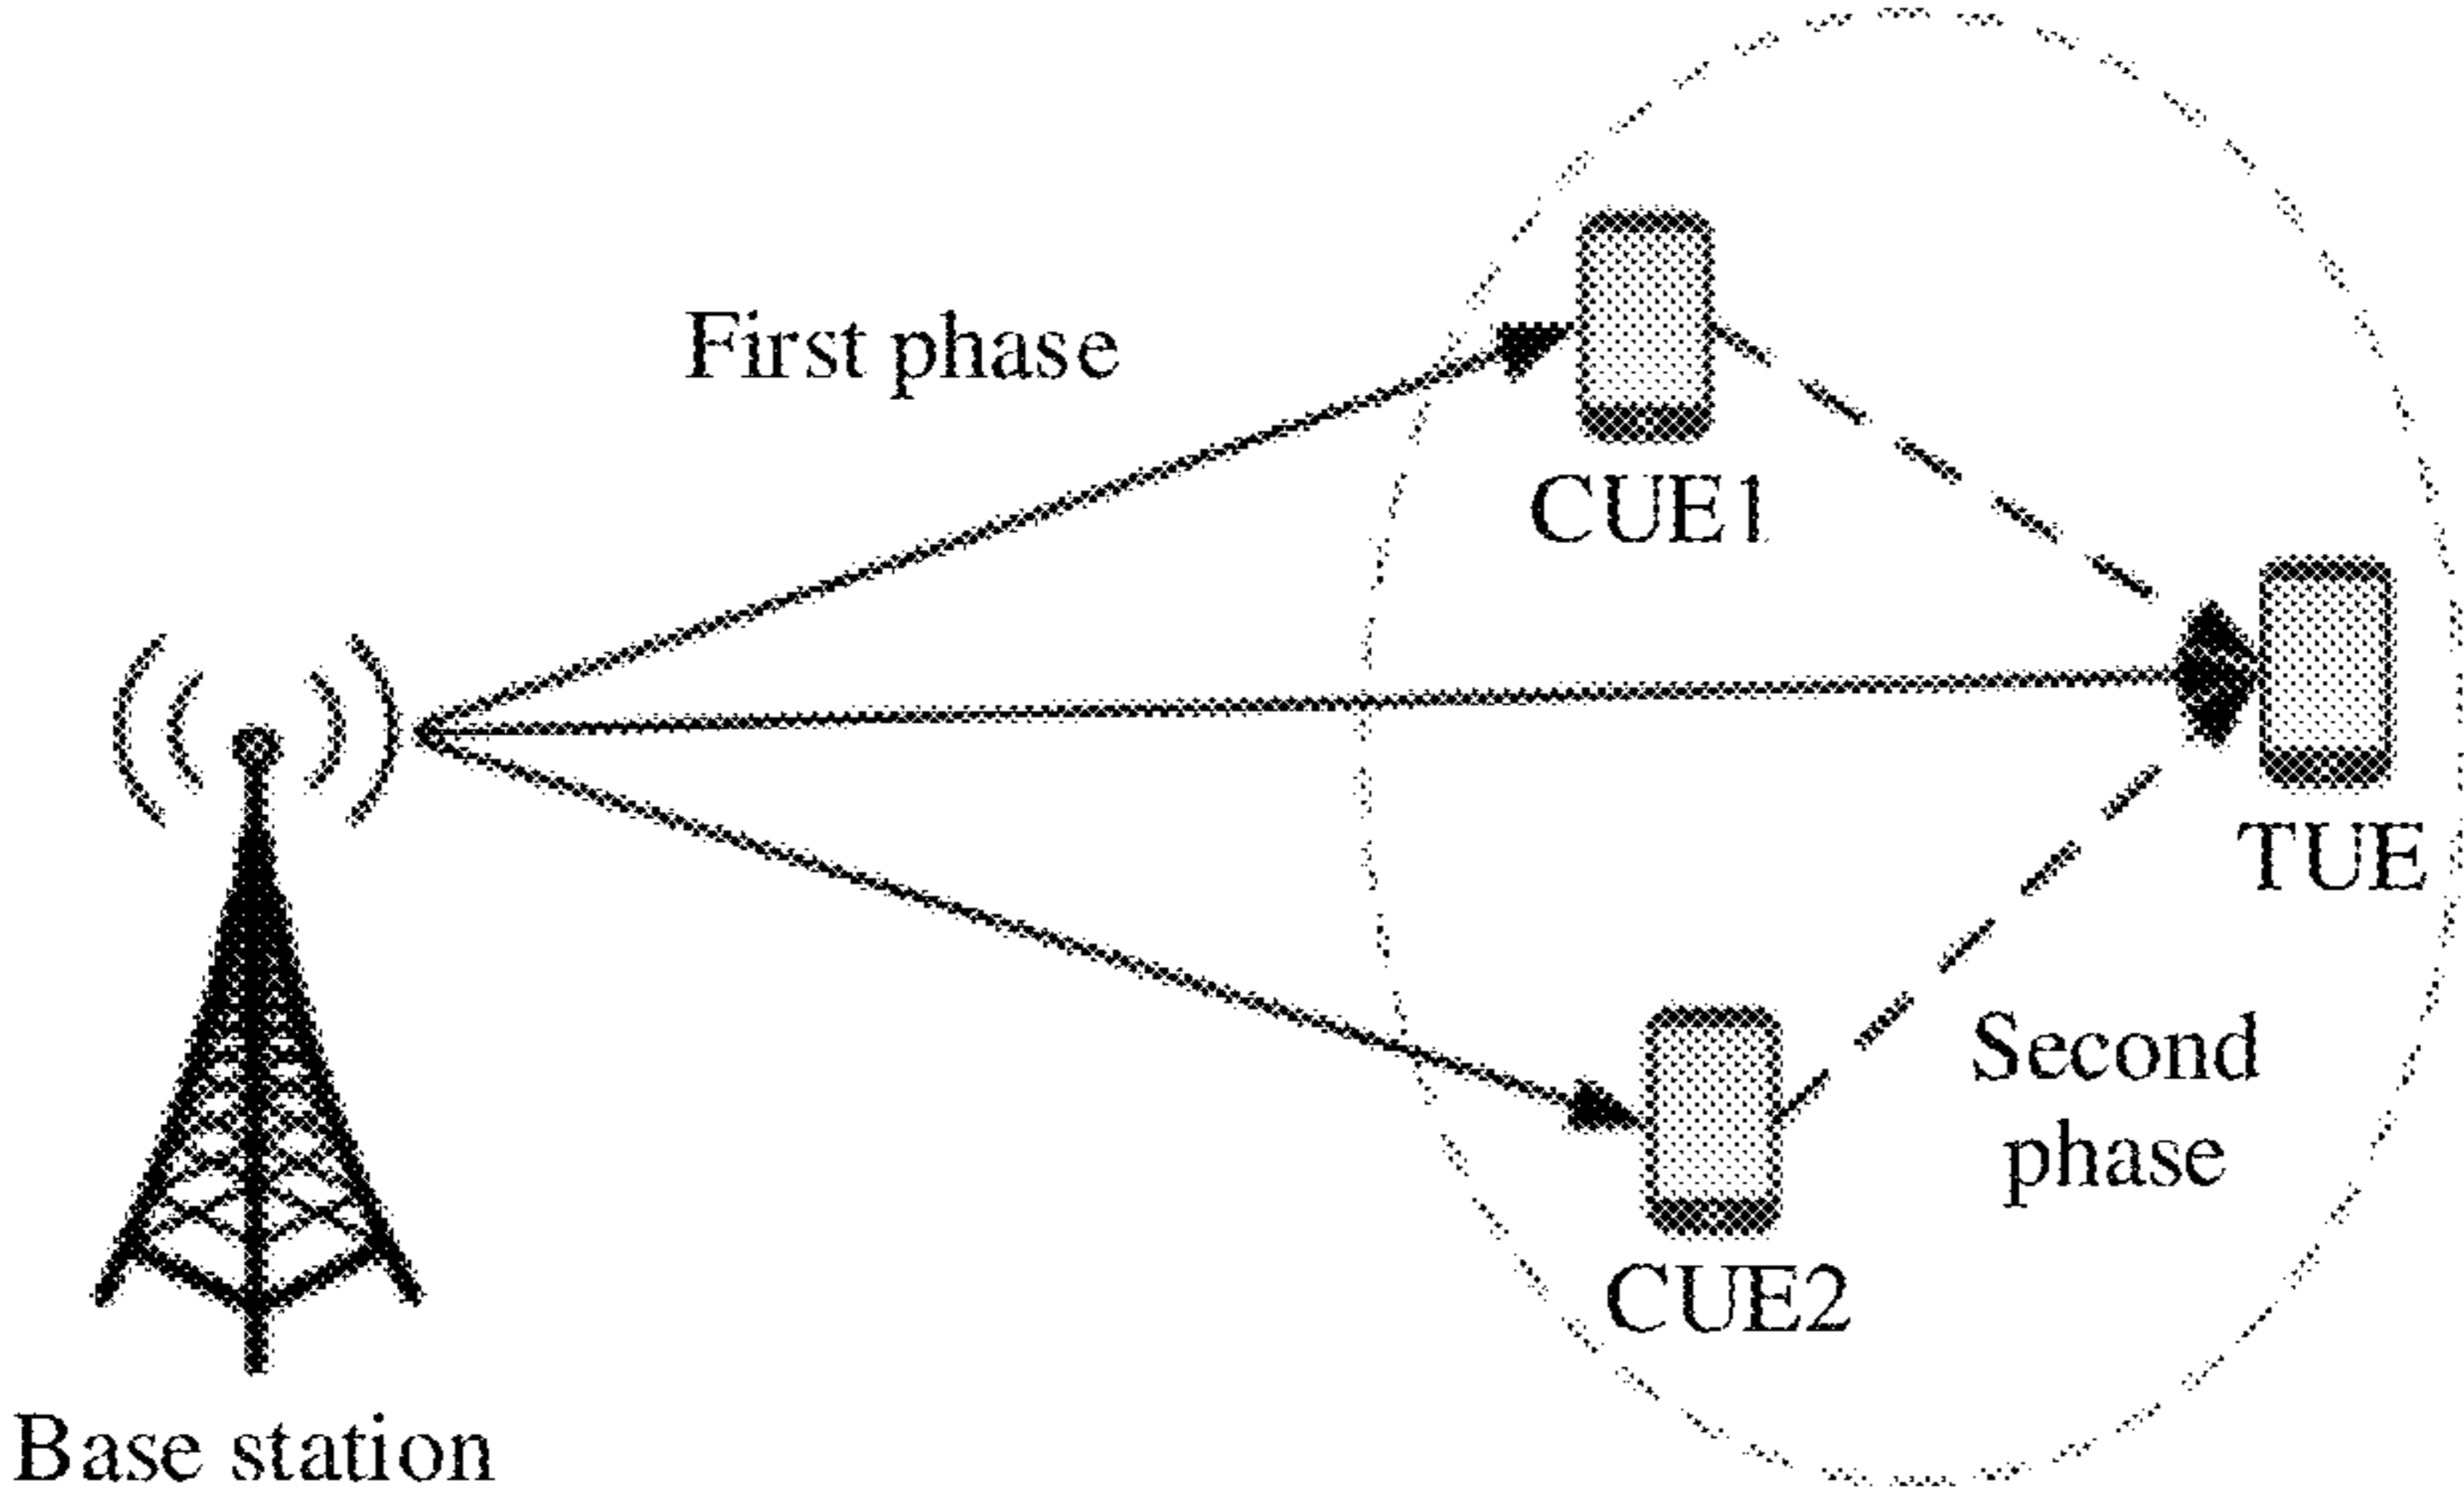 First phase
CUE1
TUE
Second
phase
CUE2
Base station